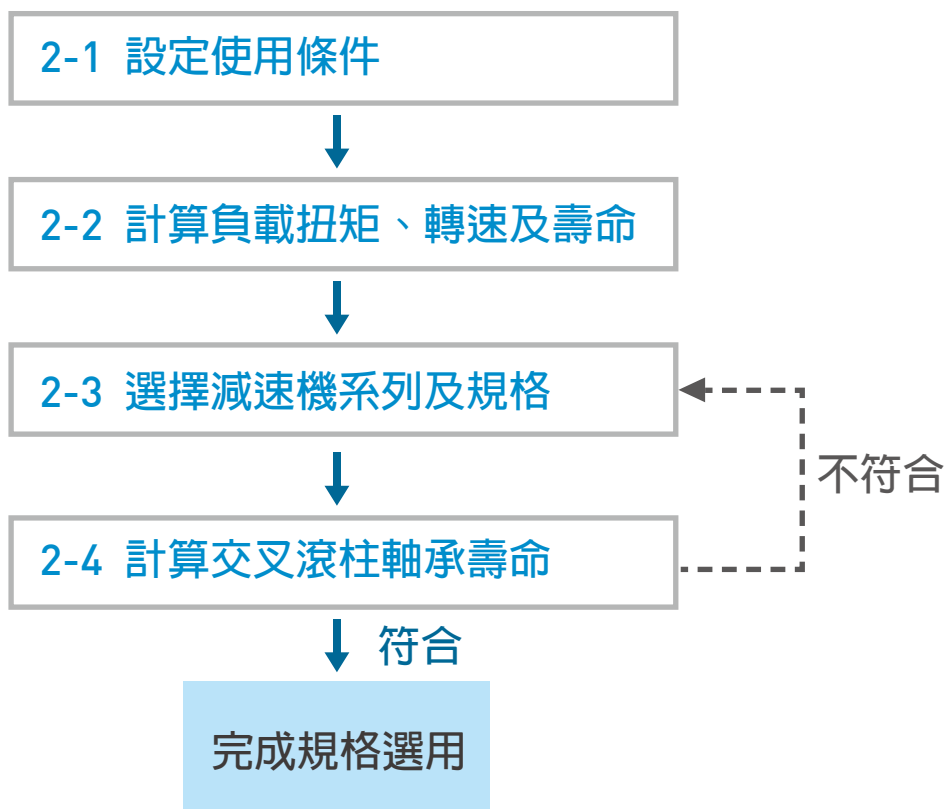 2-1 設定使用條件
2-2 計算負載扭矩、轉速及壽命
2-3 選擇減速機系列及規格
不符合
2-4 計算交叉滾柱軸承壽命
符合
完成規格選用